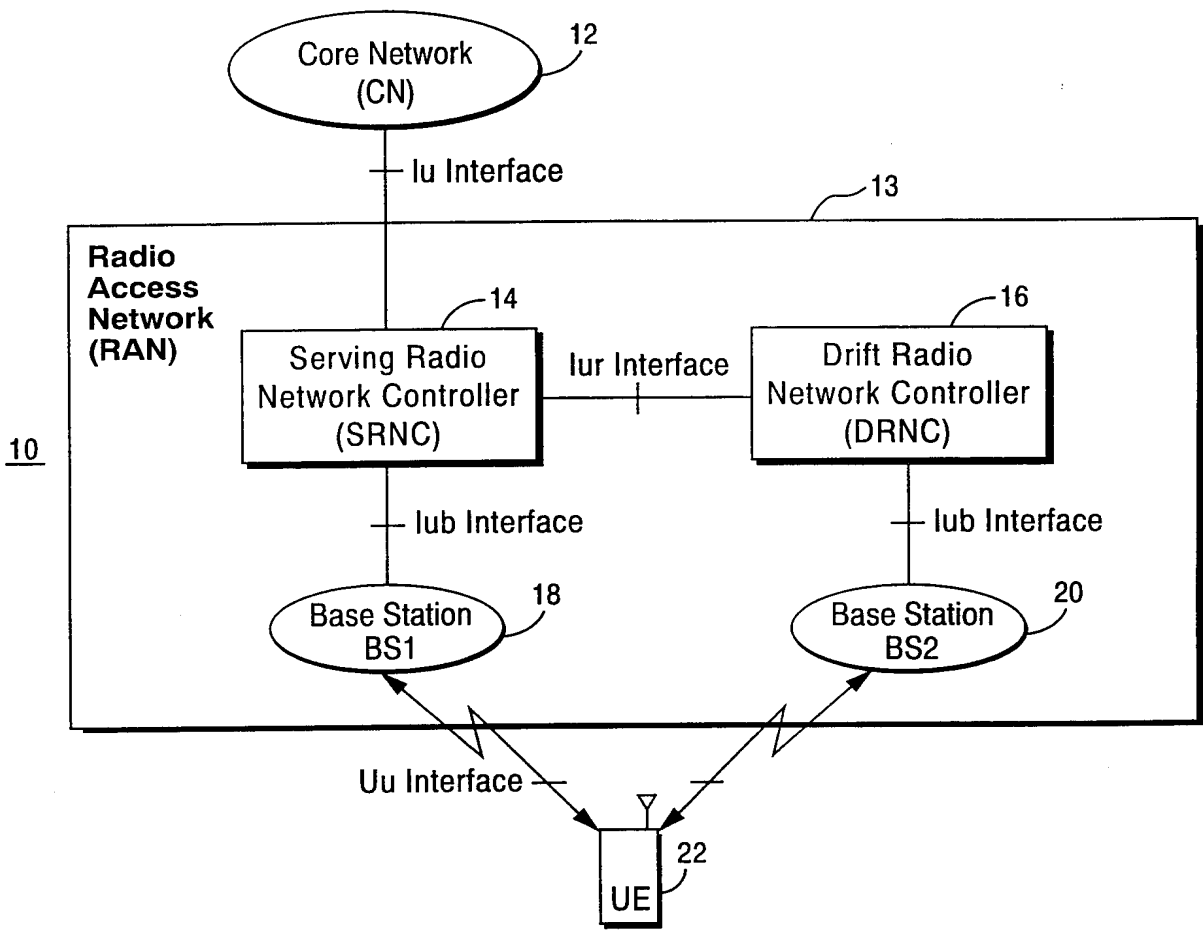 Core Network
(CN)
12
Iu Interface
13
Radio
Access
Network
(RAN)
14
16
Serving Radio
Network Controller
(SRNC)
Iur Interface
Drift Radio
Network Controller
(DRNC)
10
Iub Interface
Iub Interface
18
20
Base Station
BS1
Base Station
BS2
Uu Interface
22
UE